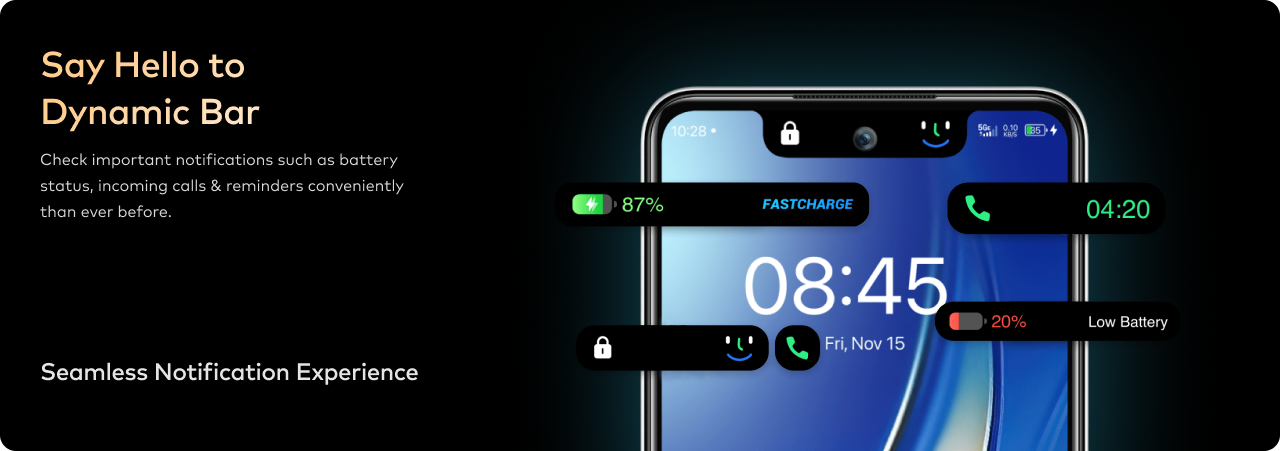 Say Hello to
Dynamic Bar
Check important notifications such as battery
status, incoming calls & reminders conveniently
than ever before.
Seamless Notification Experience
10:28
5G 0.10 KB/S 35
87% FASTCHARGE
04:20
08:45
20% Low Battery
Fri, Nov 15